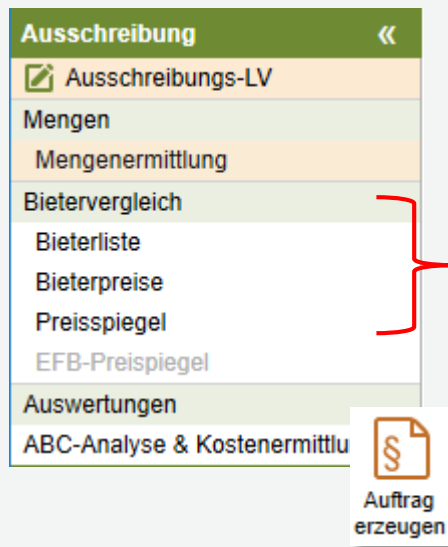 Ausschreibung «
Ausschreibungs-LV
Mengen
Mengenermittlung
Bietervergleich
Bieterliste
Bieterpreise
Preisspiegel
EFB-Preispiegel
Auswertungen
ABC-Analyse & Kostenermittlu
§
Auftrag
erzeugen